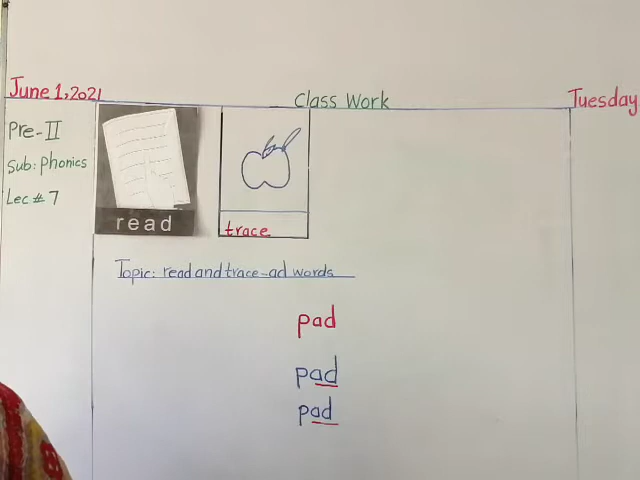 June 1, 2021
Class Work
Tuesday
Pre-II
Sub: phonics
Lec # 7
read
trace
Topic: read and trace -ad words
pad
pad
pad